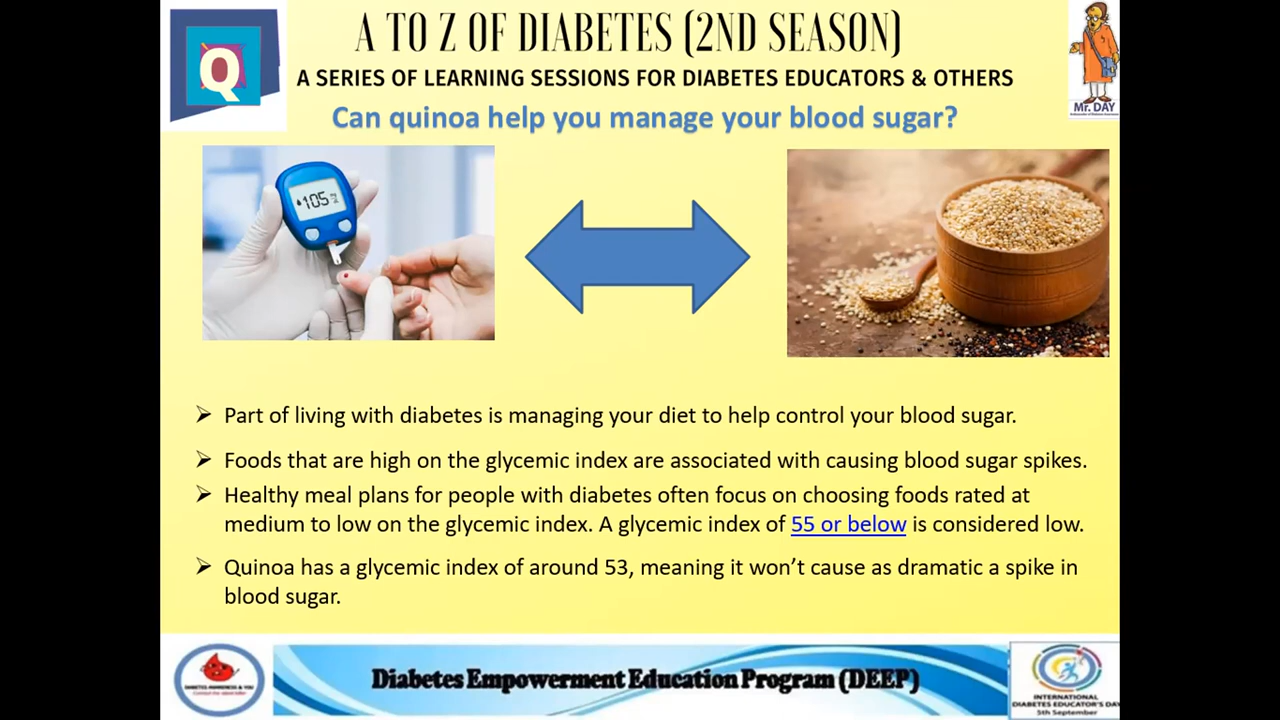 Q
A TO Z OF DIABETES (2ND SEASON)
A SERIES OF LEARNING SESSIONS FOR DIABETES EDUCATORS & OTHERS
Mr. DAY
Can quinoa help you manage your blood sugar?
105
➢ Part of living with diabetes is managing your diet to help control your blood sugar.
➢ Foods that are high on the glycemic index are associated with causing blood sugar spikes.
➢ Healthy meal plans for people with diabetes often focus on choosing foods rated at
medium to low on the glycemic index. A glycemic index of 55 or below is considered low.
➢ Quinoa has a glycemic index of around 53, meaning it won’t cause as dramatic a spike in
blood sugar.
DIABETES AWARENESS & YOU
Diabetes Empowerment Education Program (DEEP)
INTERNATIONAL
DIABETES EDUCATOR'S DAY
5th September